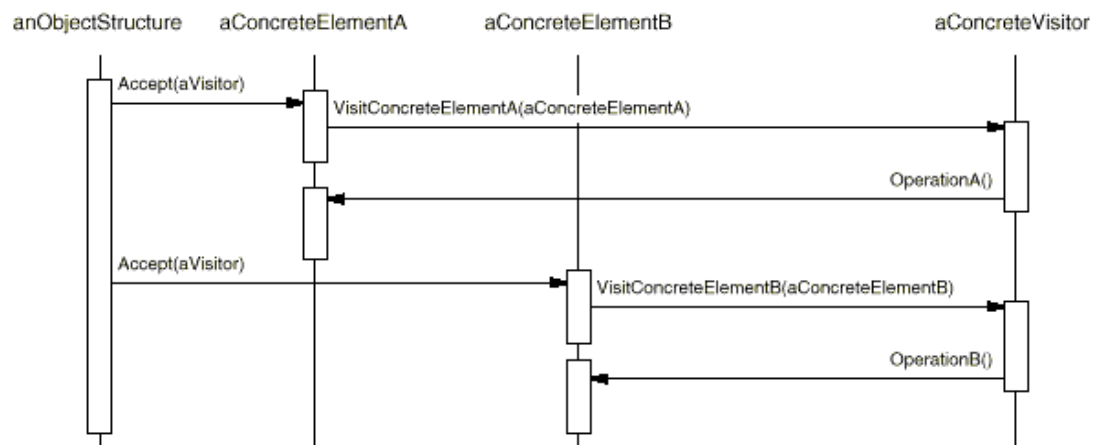 anObjectStructure aConcreteElementA aConcreteElementB aConcreteVisitor
Accept(aVisitor)
VisitConcreteElementA(aConcreteElementA)
OperationA()
Accept(aVisitor)
VisitConcreteElementB(aConcreteElementB)
OperationB()